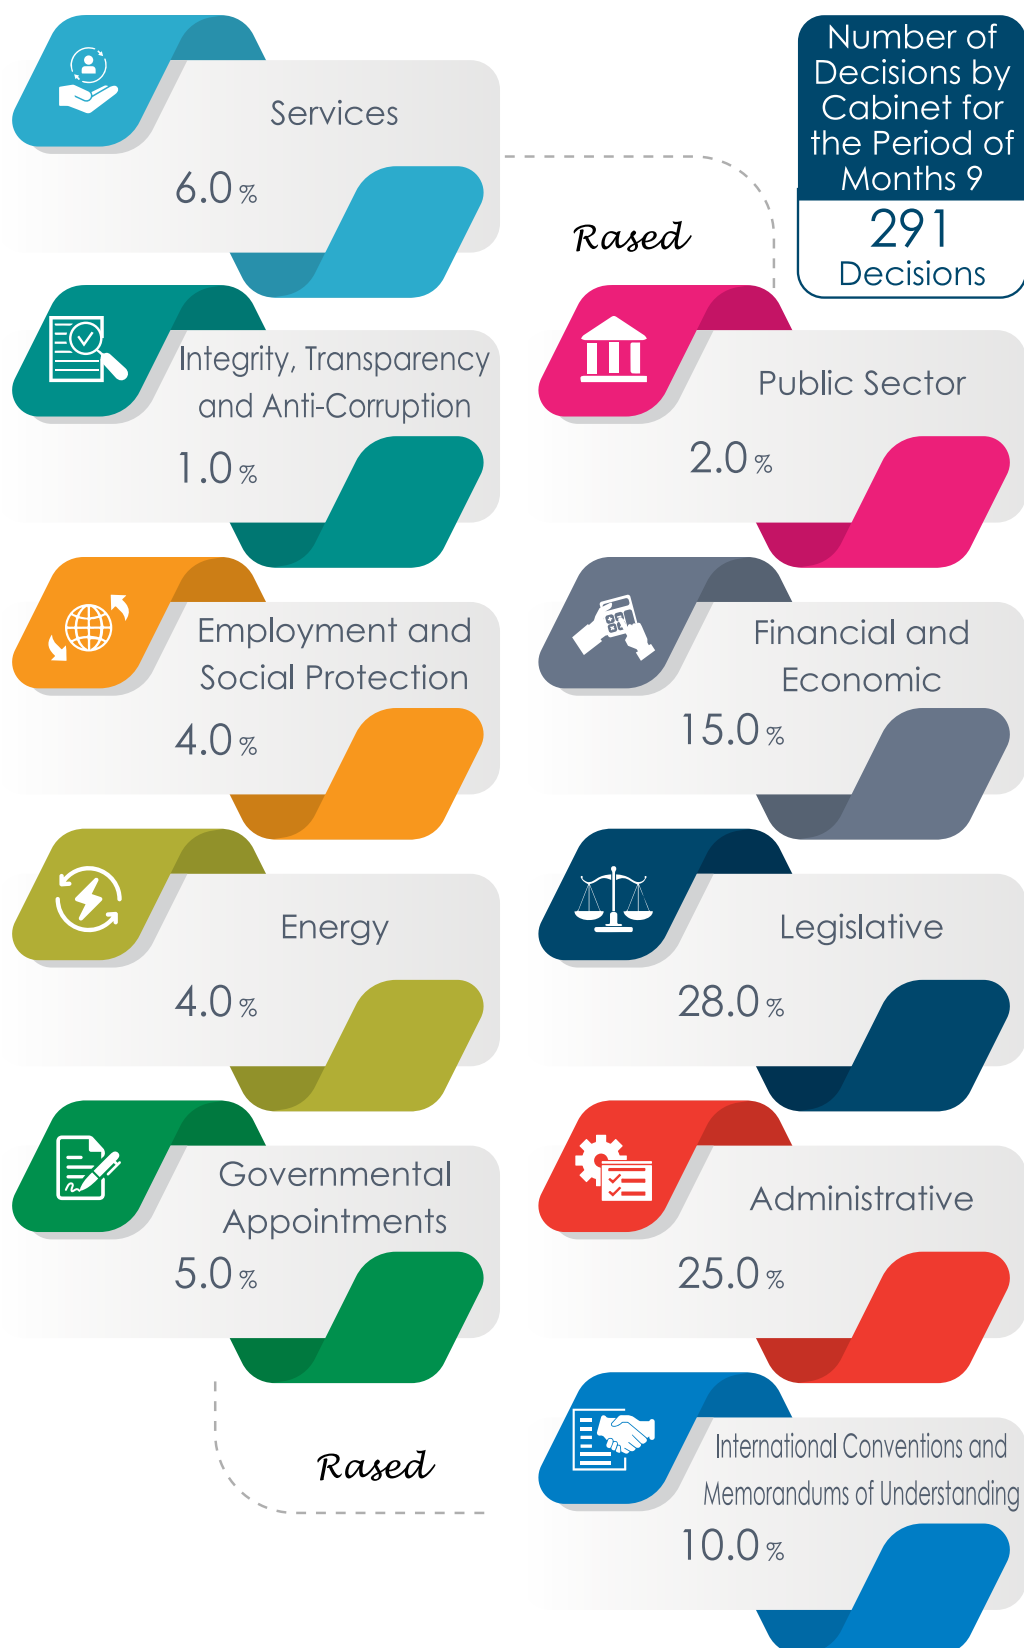 Number of
Decisions by
Cabinet for
the Period of
Months 9
291
Decisions
Services
6.0 %
Rased
Integrity, Transparency
and Anti-Corruption
1.0 %
Public Sector
2.0 %
Employment and
Social Protection
4.0 %
Financial and
Economic
15.0 %
Energy
4.0 %
Legislative
28.0 %
Governmental
Appointments
5.0 %
Administrative
25.0 %
Rased
International Conventions and
Memorandums of Understanding
10.0 %